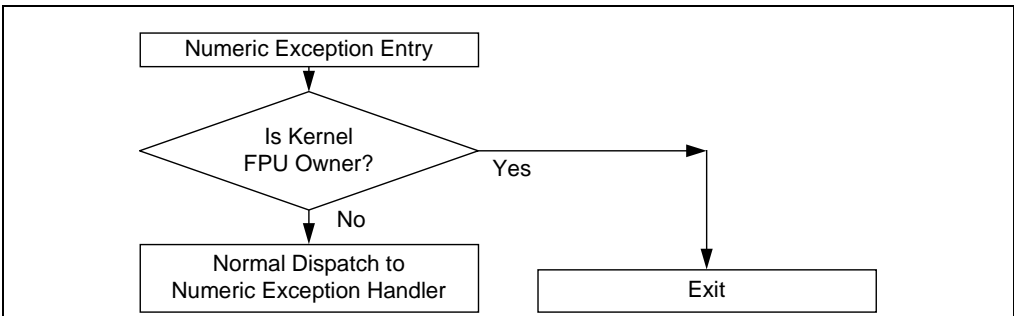 Numeric Exception Entry
Is Kernel
FPU Owner?
Yes
No
Normal Dispatch to
Numeric Exception Handler
Exit